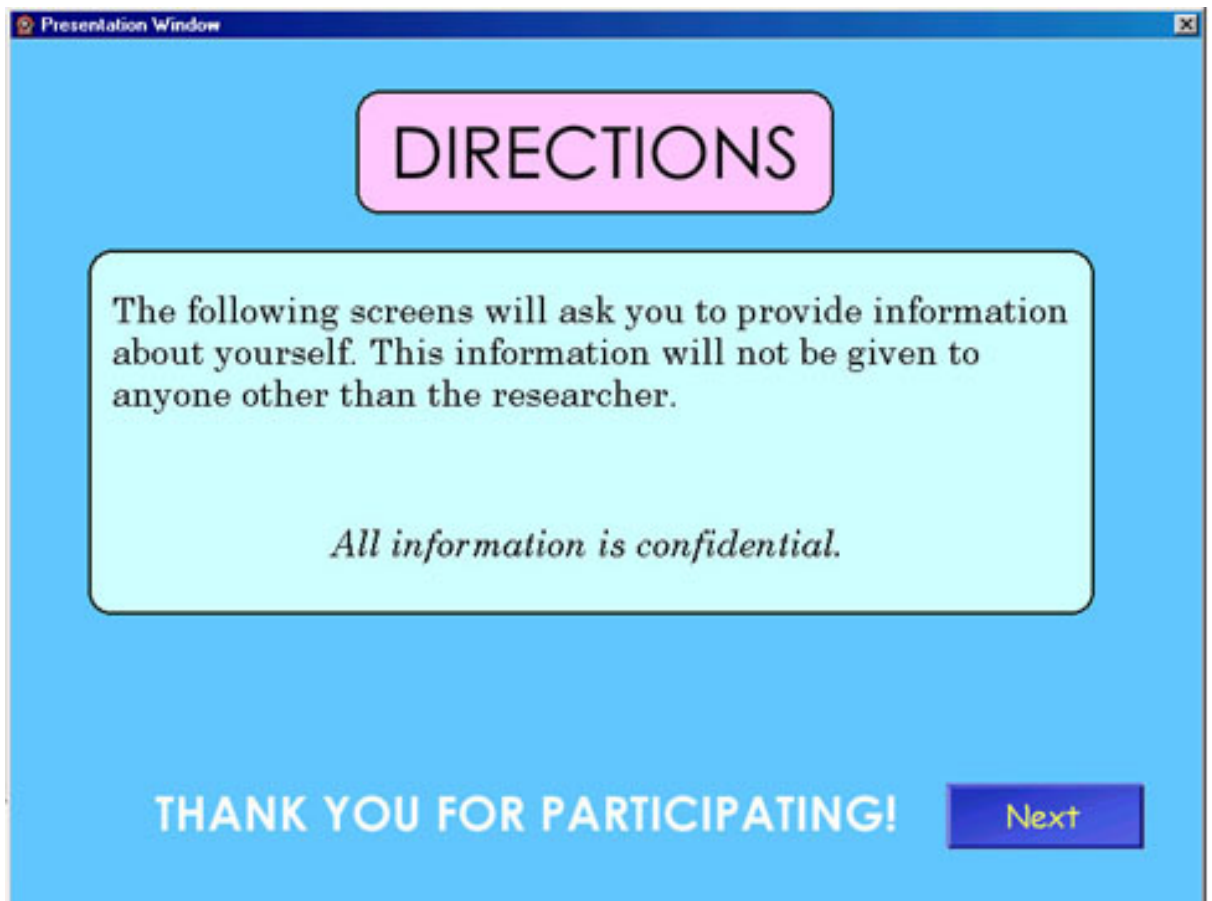 Presentation Window
DIRECTIONS
The following screens will ask you to provide information
about yourself. This information will not be given to
anyone other than the researcher.
All information is confidential.
THANK YOU FOR PARTICIPATING!
Next